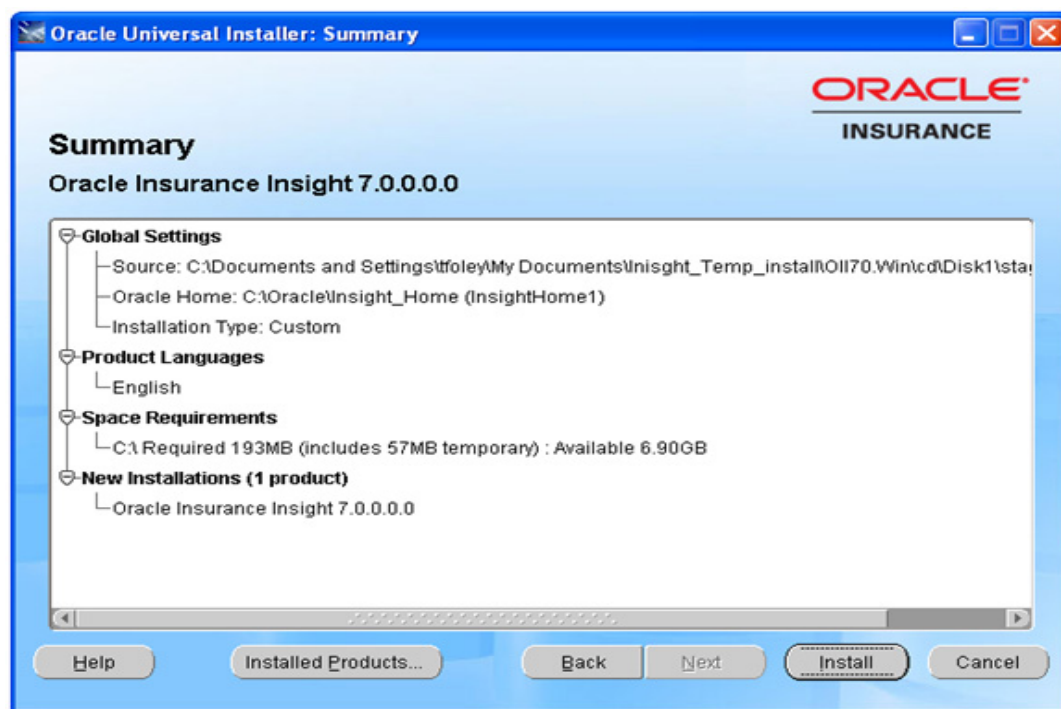 Oracle Universal Installer: Summary
ORACLE
INSURANCE
Summary
Oracle Insurance Insight 7.0.0.0.0
Global Settings
Source: C:\Documents and Settings\tfoley\My Documents\Inisght_Temp_install\OII70.Win\cd\Disk1\sta
Oracle Home: C:\Oracle\Insight_Home (InsightHome1)
Installation Type: Custom
Product Languages
English
Space Requirements
C:\ Required 193MB (includes 57MB temporary) : Available 6.90GB
New Installations (1 product)
Oracle Insurance Insight 7.0.0.0.0
Help Installed Products... Back Next Install Cancel